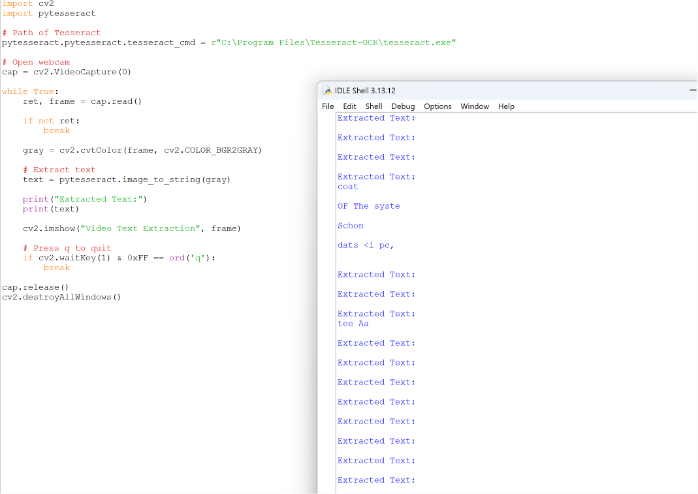 import cv2
import pytesseract
# Path of Tesseract
pytesseract.pytesseract.tesseract_cmd = r"C:\Program Files\Tesseract-OCR\tesseract.exe"
# Open webcam
cap = cv2.VideoCapture(0)
while True:
    ret, frame = cap.read()
    if not ret:
        break
    gray = cv2.cvtColor(frame, cv2.COLOR_BGR2GRAY)
    # Extract text
    text = pytesseract.image_to_string(gray)
    print("Extracted Text:")
    print(text)
    cv2.imshow("Video Text Extraction", frame)
    # Press q to quit
    if cv2.waitKey(1) & 0xFF == ord('q'):
        break
cap.release()
cv2.destroyAllWindows()
IDLE Shell 3.13.12
File Edit Shell Debug Options Window Help
Extracted Text:
Extracted Text:
Extracted Text:
Extracted Text:
coat
OF The syste
Schon
dats <i pc,
Extracted Text:
Extracted Text:
Extracted Text:
tee Aa
Extracted Text:
Extracted Text:
Extracted Text:
Extracted Text:
Extracted Text:
Extracted Text:
Extracted Text:
Extracted Text: